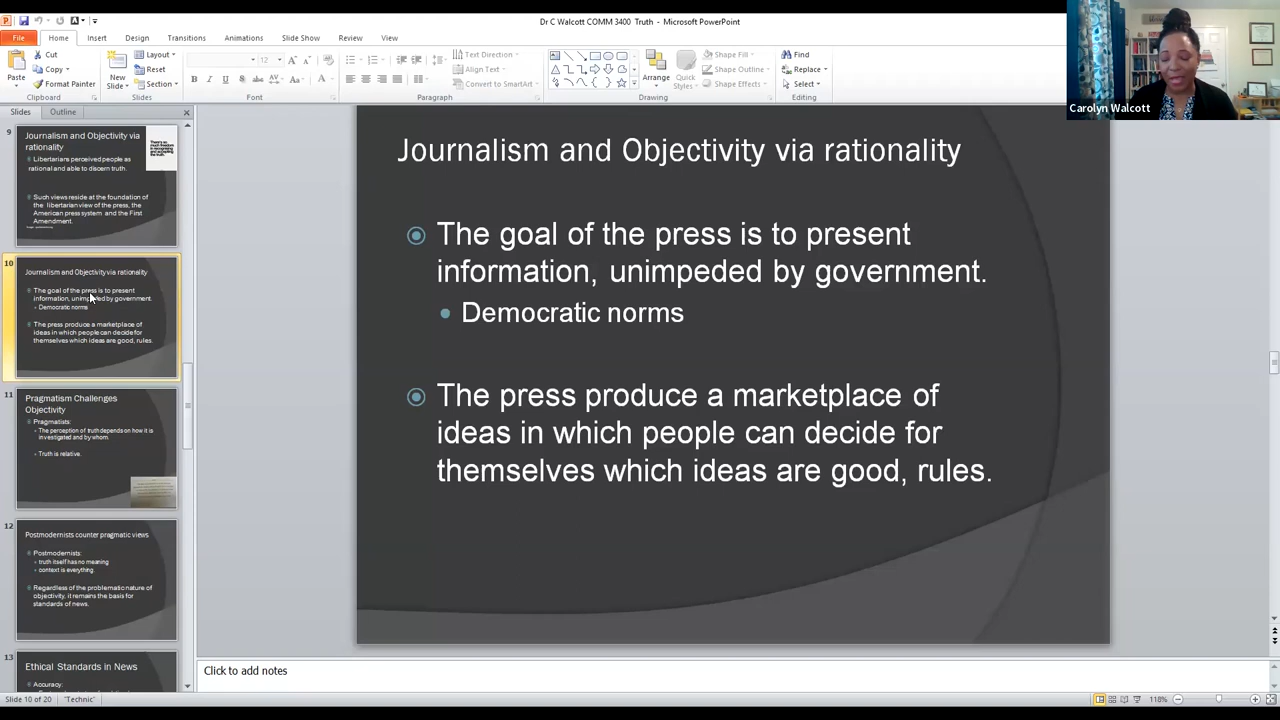 Dr C Walcott COMM 3400 Truth - Microsoft PowerPoint
File Home Insert Design Transitions Animations Slide Show Review View
Paste
Cut
Copy
Format Painter
Clipboard
New
Slide
Layout
Reset
Section
Slides
Font
Text Direction
Align Text
Convert to SmartArt
Paragraph
Arrange
Quick
Styles
Shape Fill
Shape Outline
Shape Effects
Drawing
Find
Replace
Select
Editing
Carolyn Walcott
Slides Outline
9
Journalism and Objectivity via
rationality
Libertarians perceived people as
rational and able to discern truth.
Such views reside at the foundation of
the libertarian view of the press, the
American press system and the First
Amendment.
10
Journalism and Objectivity via rationality
The goal of the press is to present
information, unimpeded by government.
Democratic norms
The press produce a marketplace of
ideas in which people can decide for
themselves which ideas are good, rules.
11
Pragmatism Challenges
Objectivity
Pragmatists:
The perception of truth depends on how it is
investigated and by whom.
Truth is relative.
12
Postmodernists counter pragmatic views
Postmodernists:
truth itself has no meaning
context is everything.
Regardless of the problematic nature of
objectivity, it remains the basis for
standards of news.
13
Ethical Standards in News
Accuracy:
Journalism and Objectivity via rationality
The goal of the press is to present
information, unimpeded by government.
Democratic norms
The press produce a marketplace of
ideas in which people can decide for
themselves which ideas are good, rules.
Click to add notes
Slide 10 of 20 "Technic" 118%